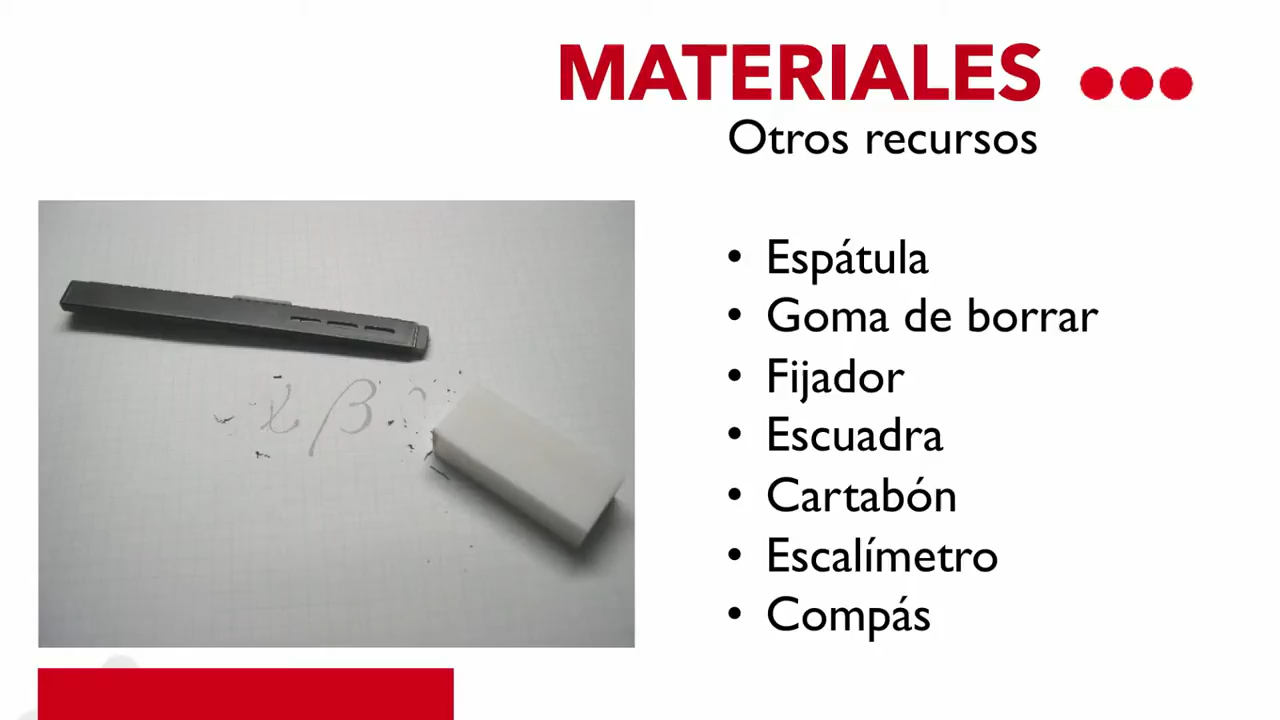 MATERIALES
Otros recursos
• Espátula
• Goma de borrar
• Fijador
• Escuadra
• Cartabón
• Escalímetro
• Compás
β